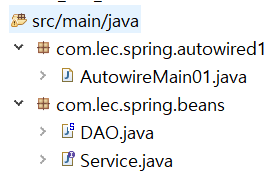 src/main/java
com.lec.spring.autowired1
AutowireMain01.java
com.lec.spring.beans
DAO.java
Service.java